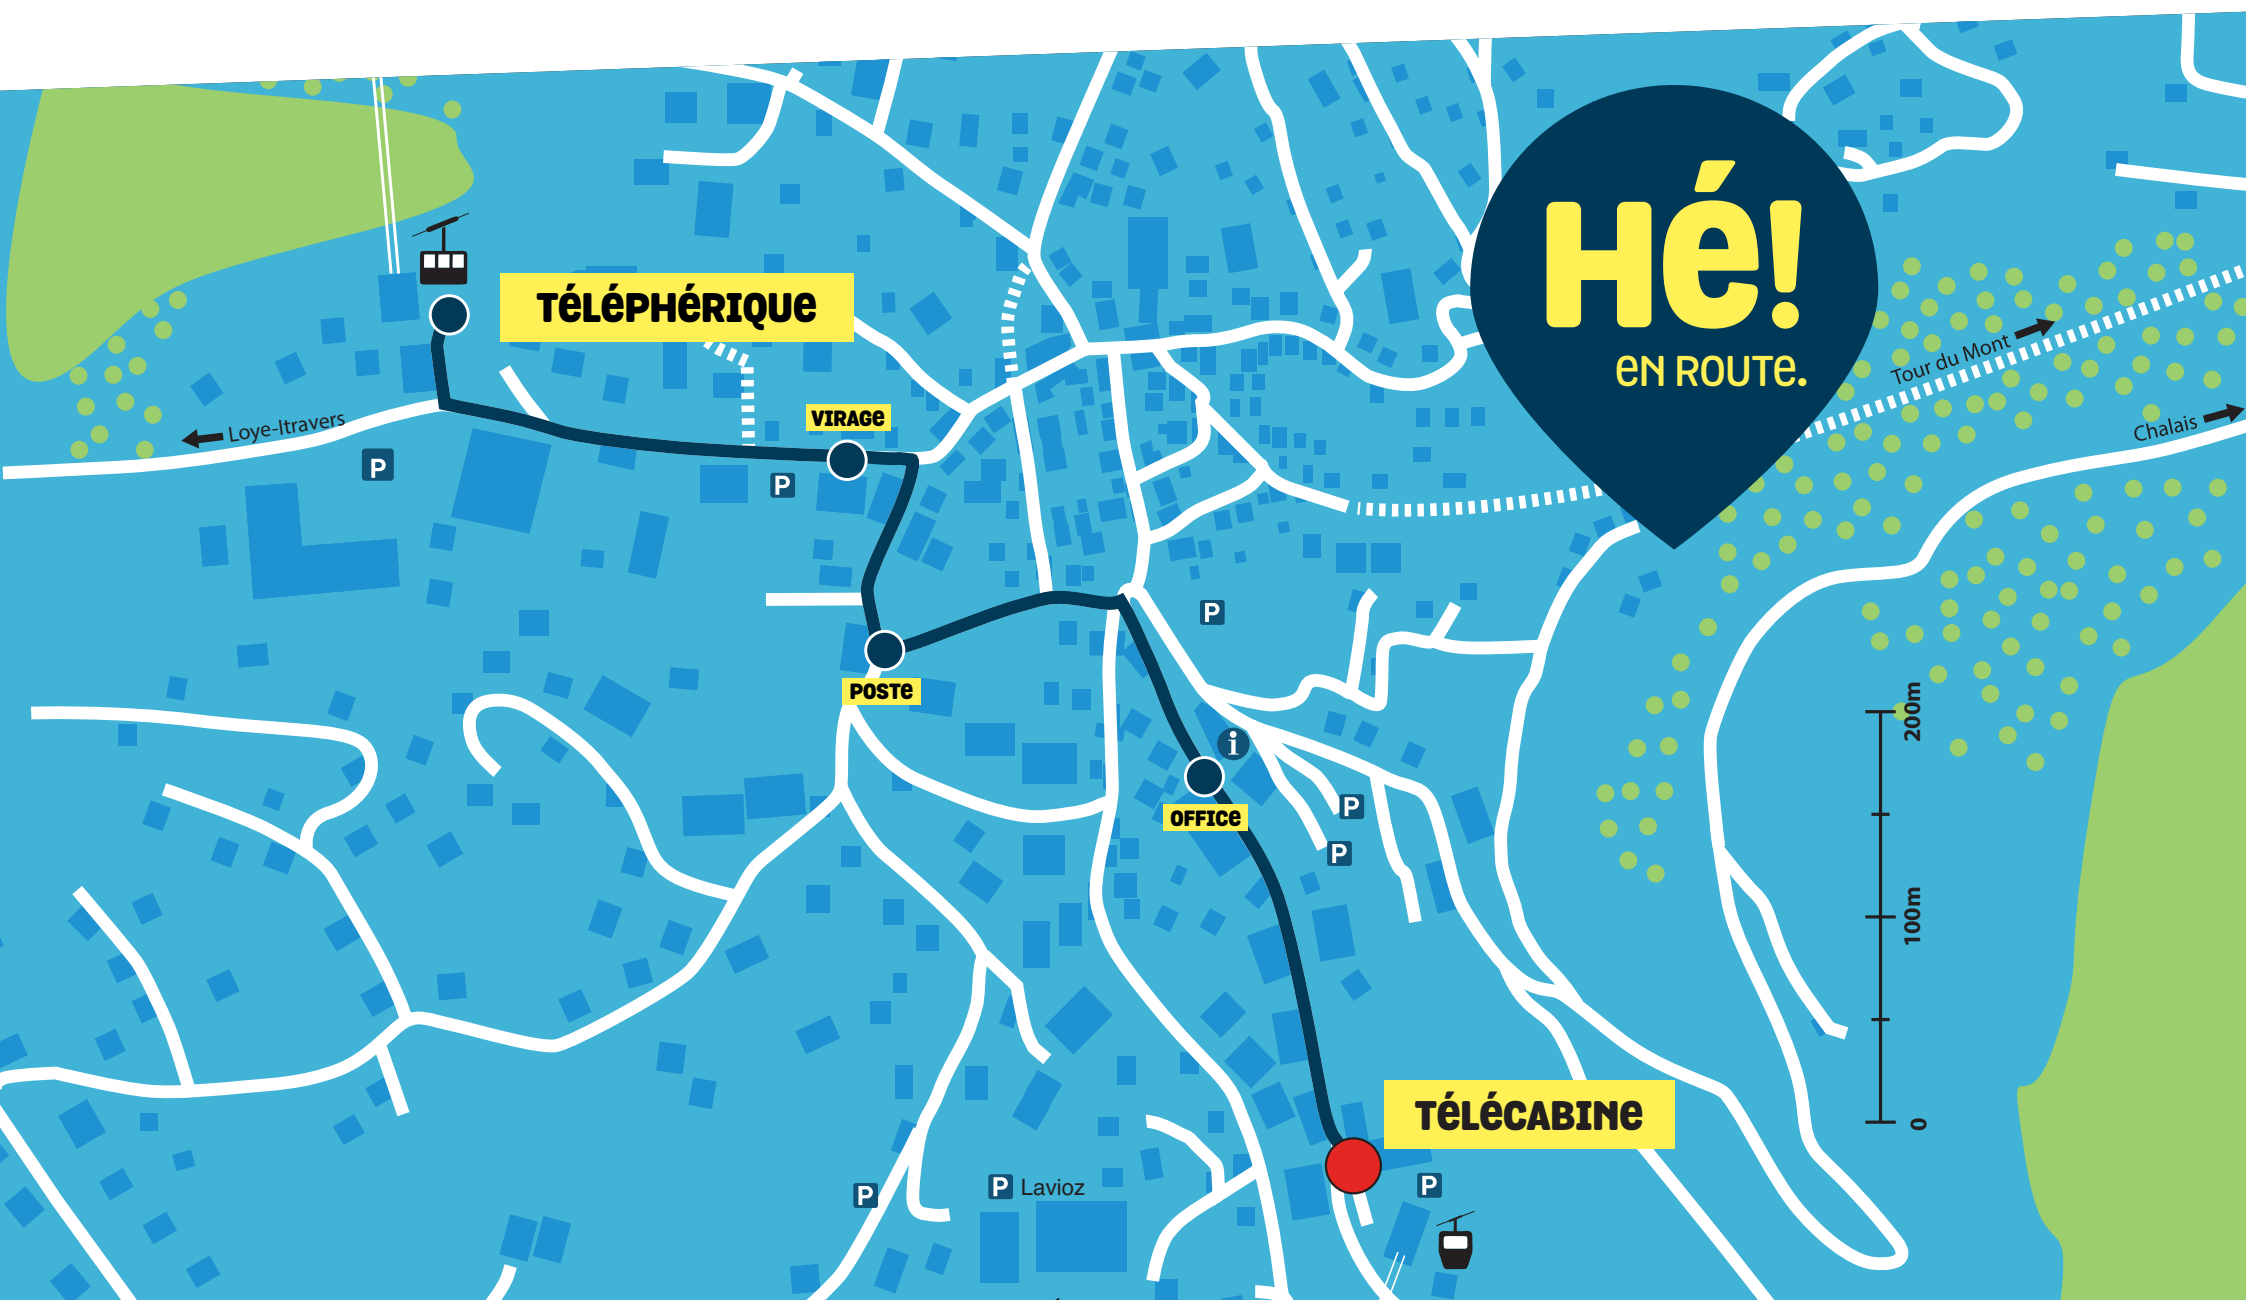 Hé!
en route.
Téléphérique
Virage
P
P
Loye-Itravers
Tour du Mont
Chalais
Poste
P
i
Office
P
P
200m
100m
0
Télécabine
P
P
P Lavioz